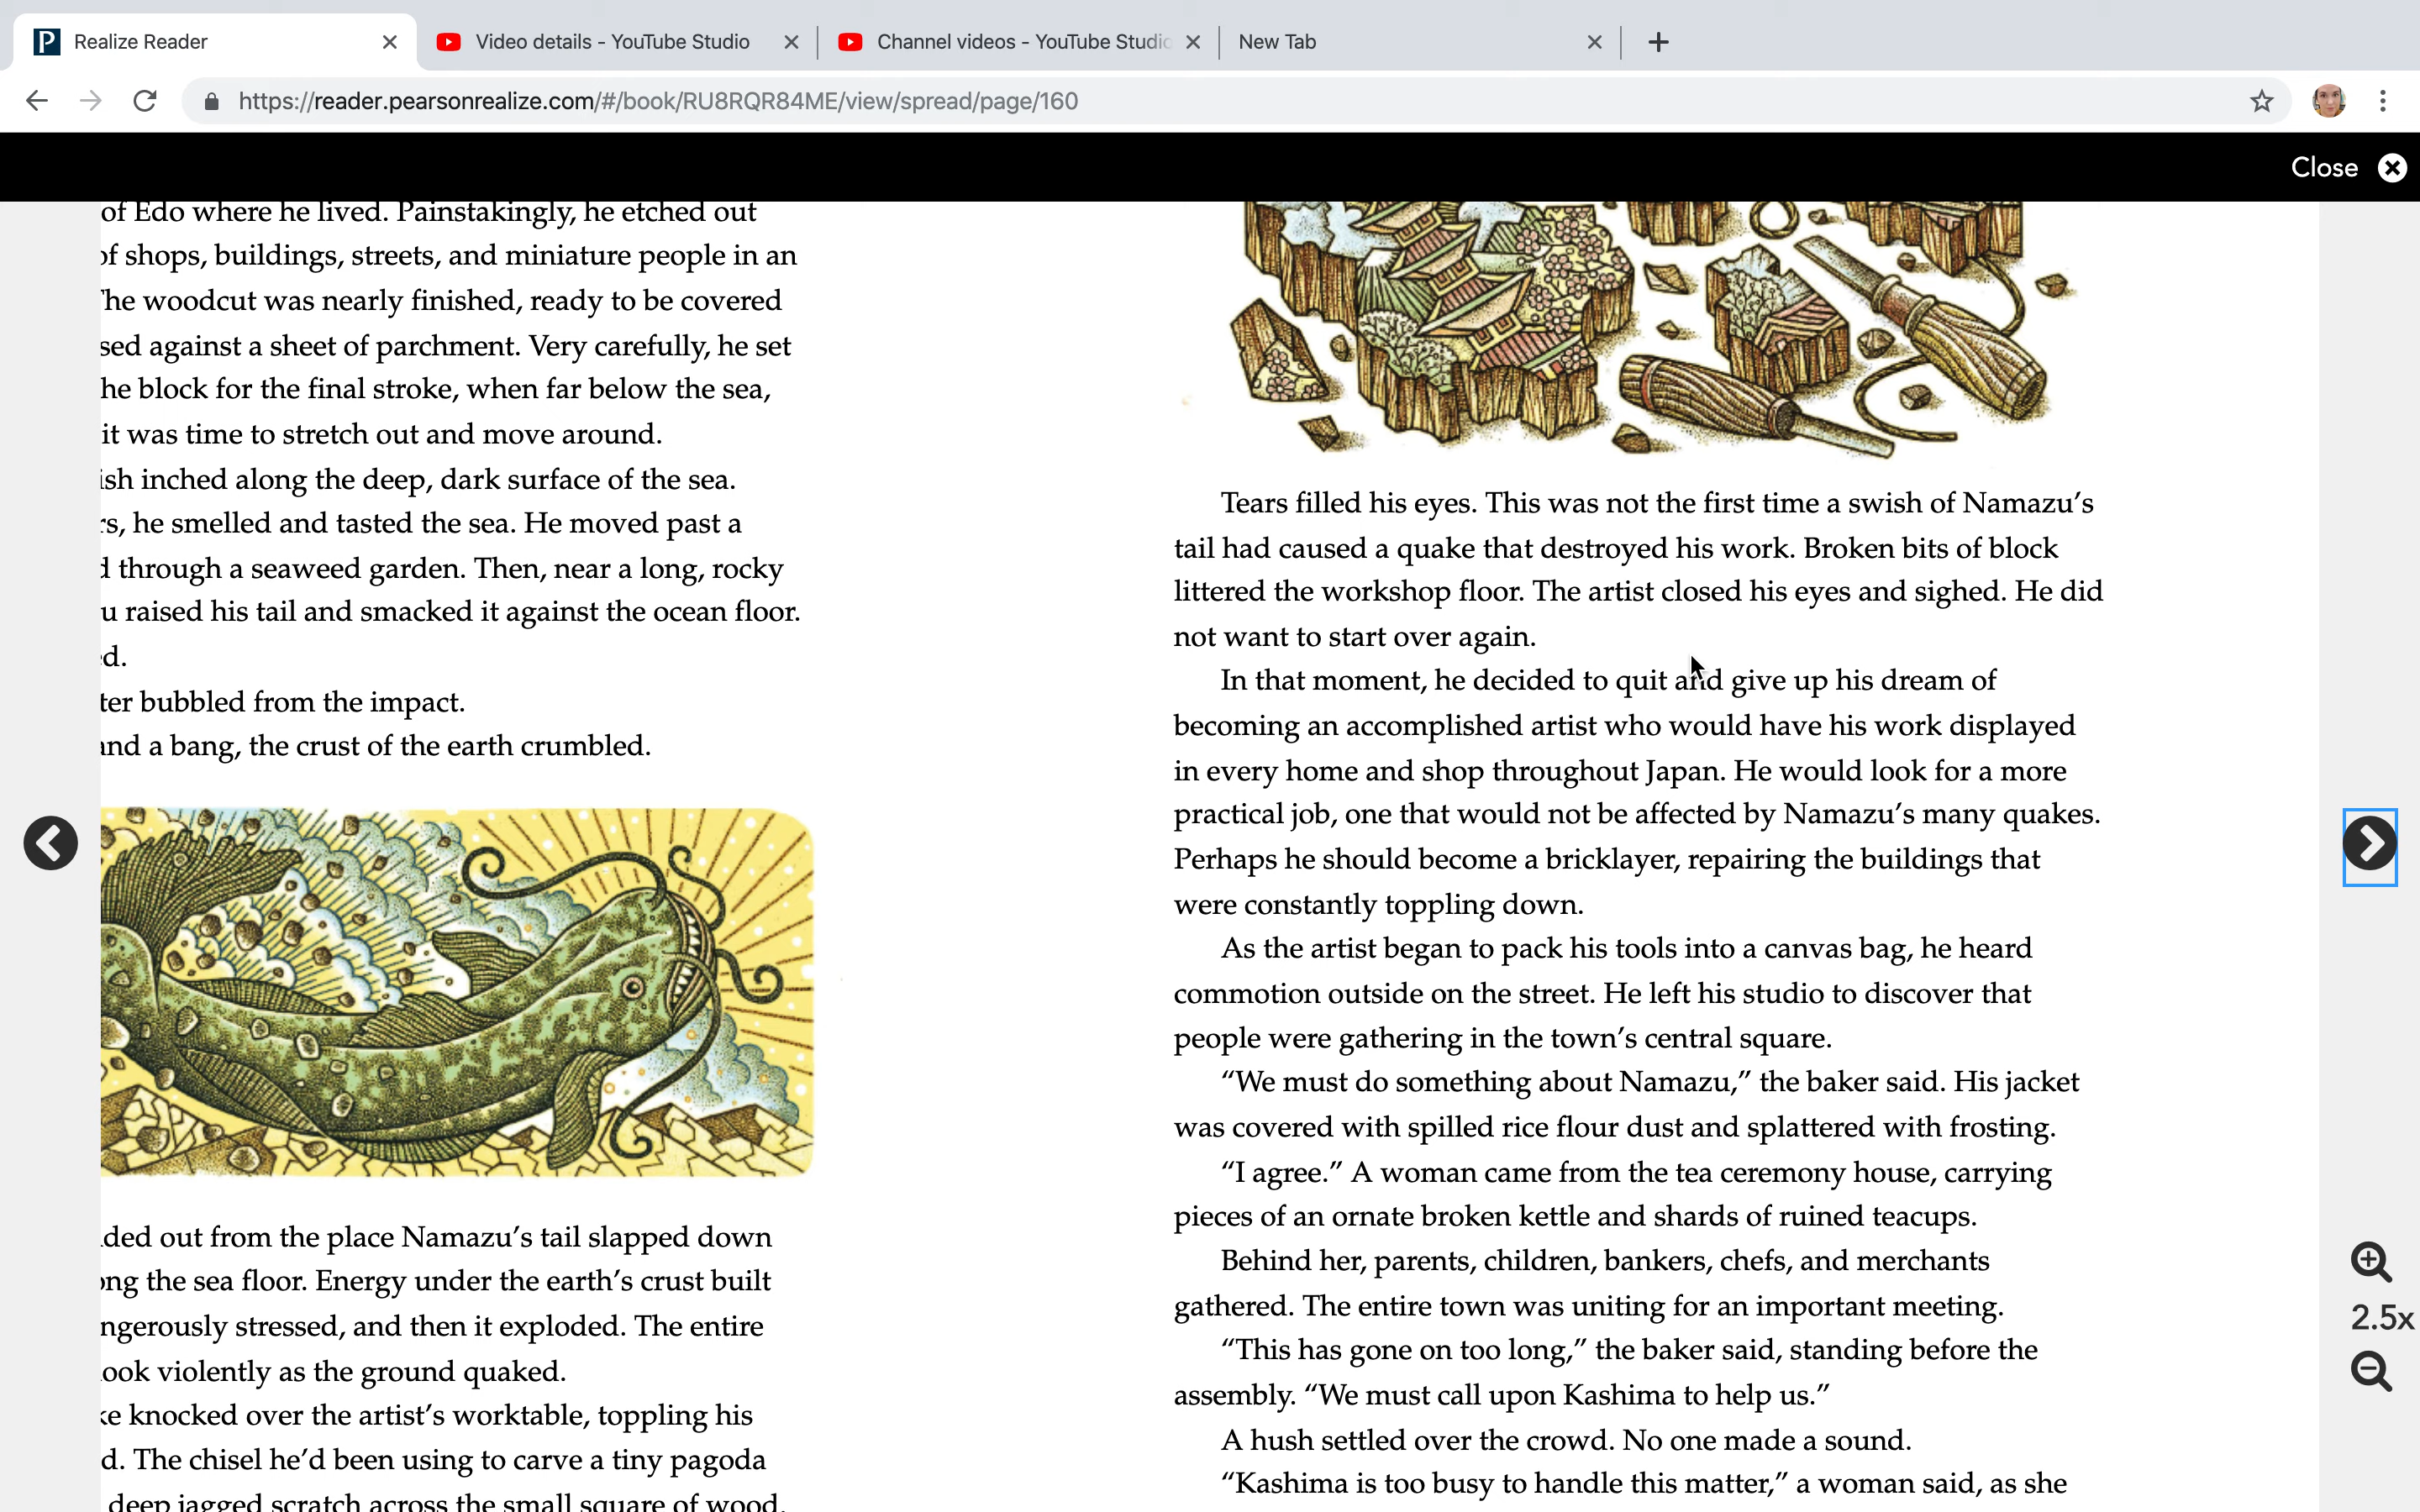 Realize Reader
Video details - YouTube Studio
Channel videos - YouTube Studio
New Tab
https://reader.pearsonrealize.com/#/book/RU8RQR84ME/view/spread/page/160
Close
of Edo where he lived. Painstakingly, he etched out
of shops, buildings, streets, and miniature people in an
The woodcut was nearly finished, ready to be covered
sed against a sheet of parchment. Very carefully, he set
he block for the final stroke, when far below the sea,
it was time to stretch out and move around.
ish inched along the deep, dark surface of the sea.
rs, he smelled and tasted the sea. He moved past a
d through a seaweed garden. Then, near a long, rocky
u raised his tail and smacked it against the ocean floor.
ed.
ter bubbled from the impact.
and a bang, the crust of the earth crumbled.
ded out from the place Namazu’s tail slapped down
ong the sea floor. Energy under the earth’s crust built
ngerously stressed, and then it exploded. The entire
ook violently as the ground quaked.
ke knocked over the artist’s worktable, toppling his
d. The chisel he’d been using to carve a tiny pagoda
deep jagged scratch across the small square of wood.
Tears filled his eyes. This was not the first time a swish of Namazu’s
tail had caused a quake that destroyed his work. Broken bits of block
littered the workshop floor. The artist closed his eyes and sighed. He did
not want to start over again.
In that moment, he decided to quit and give up his dream of
becoming an accomplished artist who would have his work displayed
in every home and shop throughout Japan. He would look for a more
practical job, one that would not be affected by Namazu’s many quakes.
Perhaps he should become a bricklayer, repairing the buildings that
were constantly toppling down.
As the artist began to pack his tools into a canvas bag, he heard
commotion outside on the street. He left his studio to discover that
people were gathering in the town’s central square.
“We must do something about Namazu,” the baker said. His jacket
was covered with spilled rice flour dust and splattered with frosting.
“I agree.” A woman came from the tea ceremony house, carrying
pieces of an ornate broken kettle and shards of ruined teacups.
Behind her, parents, children, bankers, chefs, and merchants
gathered. The entire town was uniting for an important meeting.
“This has gone on too long,” the baker said, standing before the
assembly. “We must call upon Kashima to help us.”
A hush settled over the crowd. No one made a sound.
“Kashima is too busy to handle this matter,” a woman said, as she
2.5x